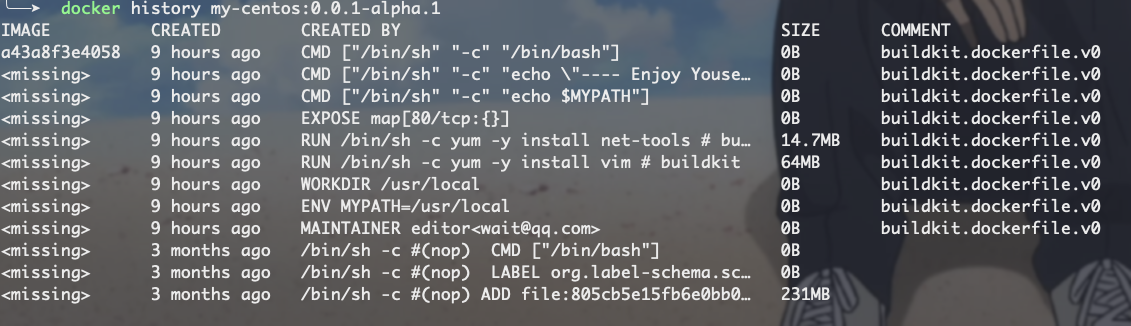 docker history my-centos:0.0.1-alpha.1
IMAGE CREATED CREATED BY SIZE COMMENT
a43a8f3e4058 9 hours ago CMD ["/bin/sh" "-c" "/bin/bash"] 0B buildkit.dockerfile.v0
<missing> 9 hours ago CMD ["/bin/sh" "-c" "echo \"---- Enjoy Youse… 0B buildkit.dockerfile.v0
<missing> 9 hours ago CMD ["/bin/sh" "-c" "echo $MYPATH"] 0B buildkit.dockerfile.v0
<missing> 9 hours ago EXPOSE map[80/tcp:{}] 0B buildkit.dockerfile.v0
<missing> 9 hours ago RUN /bin/sh -c yum -y install net-tools # bu… 14.7MB buildkit.dockerfile.v0
<missing> 9 hours ago RUN /bin/sh -c yum -y install vim # buildkit 64MB buildkit.dockerfile.v0
<missing> 9 hours ago WORKDIR /usr/local 0B buildkit.dockerfile.v0
<missing> 9 hours ago ENV MYPATH=/usr/local 0B buildkit.dockerfile.v0
<missing> 9 hours ago MAINTAINER editor<wait@qq.com> 0B buildkit.dockerfile.v0
<missing> 3 months ago /bin/sh -c #(nop) CMD ["/bin/bash"] 0B
<missing> 3 months ago /bin/sh -c #(nop) LABEL org.label-schema.sc… 0B
<missing> 3 months ago /bin/sh -c #(nop) ADD file:805cb5e15fb6e0bb0… 231MB